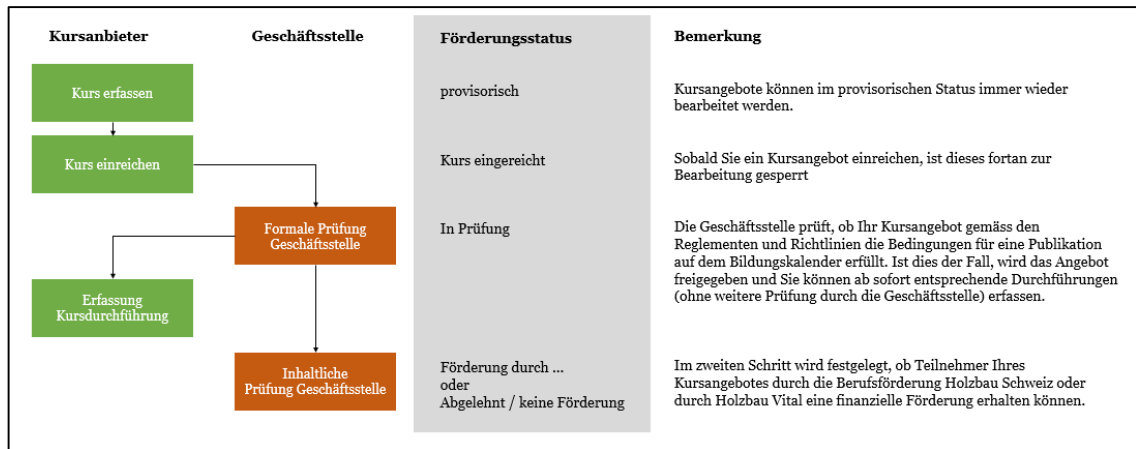 Kursanbieter
Geschäftsstelle
Förderungsstatus
Bemerkung
Kurs erfassen
provisorisch
Kursangebote können im provisorischen Status immer wieder
bearbeitet werden.
Kurs einreichen
Kurs eingereicht
Sobald Sie ein Kursangebot einreichen, ist dieses fortan zur
Bearbeitung gesperrt
Formale Prüfung
Geschäftsstelle
In Prüfung
Die Geschäftsstelle prüft, ob Ihr Kursangebot gemäss den
Reglementen und Richtlinien die Bedingungen für eine Publikation
auf dem Bildungskalender erfüllt. Ist dies der Fall, wird das Angebot
freigegeben und Sie können ab sofort entsprechende Durchführungen
(ohne weitere Prüfung durch die Geschäftsstelle) erfassen.
Erfassung
Kursdurchführung
Inhaltliche
Prüfung Geschäftsstelle
Förderung durch ...
oder
Abgelehnt / keine Förderung
Im zweiten Schritt wird festgelegt, ob Teilnehmer Ihres
Kursangebotes durch die Berufsförderung Holzbau Schweiz oder
durch Holzbau Vital eine finanzielle Förderung erhalten können.